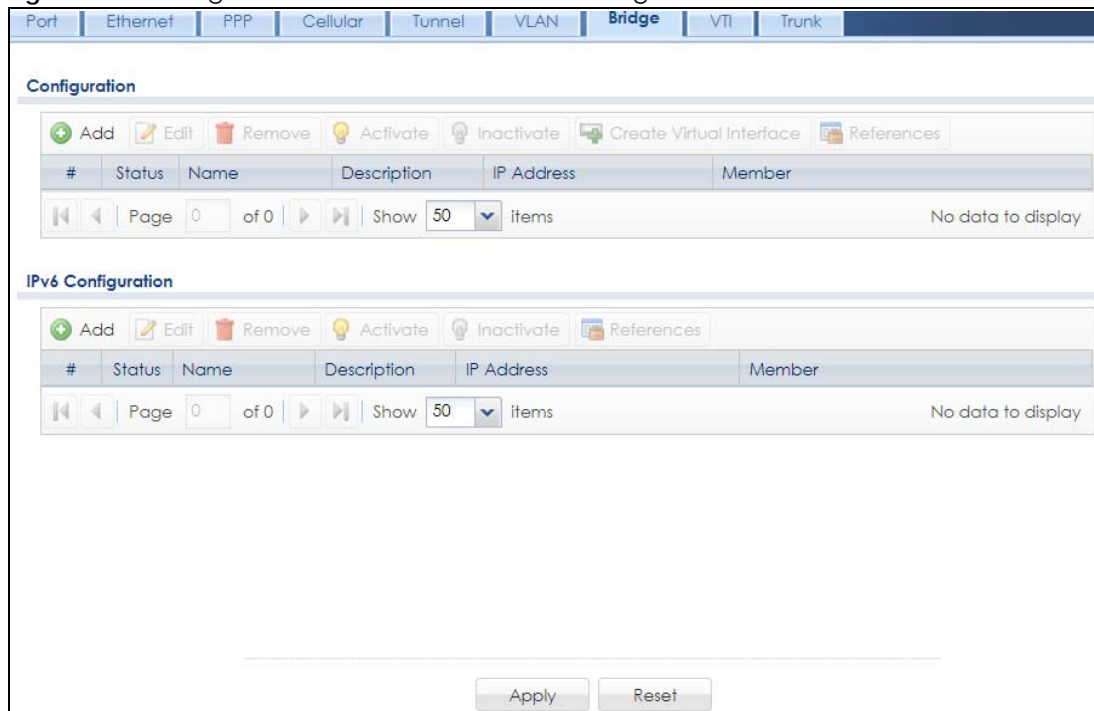 Port Ethernet PPP Cellular Tunnel VLAN Bridge VTI Trunk
Configuration
Add Edit Remove Activate Inactivate Create Virtual Interface References
# Status Name Description IP Address Member
Page 0 of 0 Show 50 items No data to display
IPv6 Configuration
Add Edit Remove Activate Inactivate References
# Status Name Description IP Address Member
Page 0 of 0 Show 50 items No data to display
Apply Reset